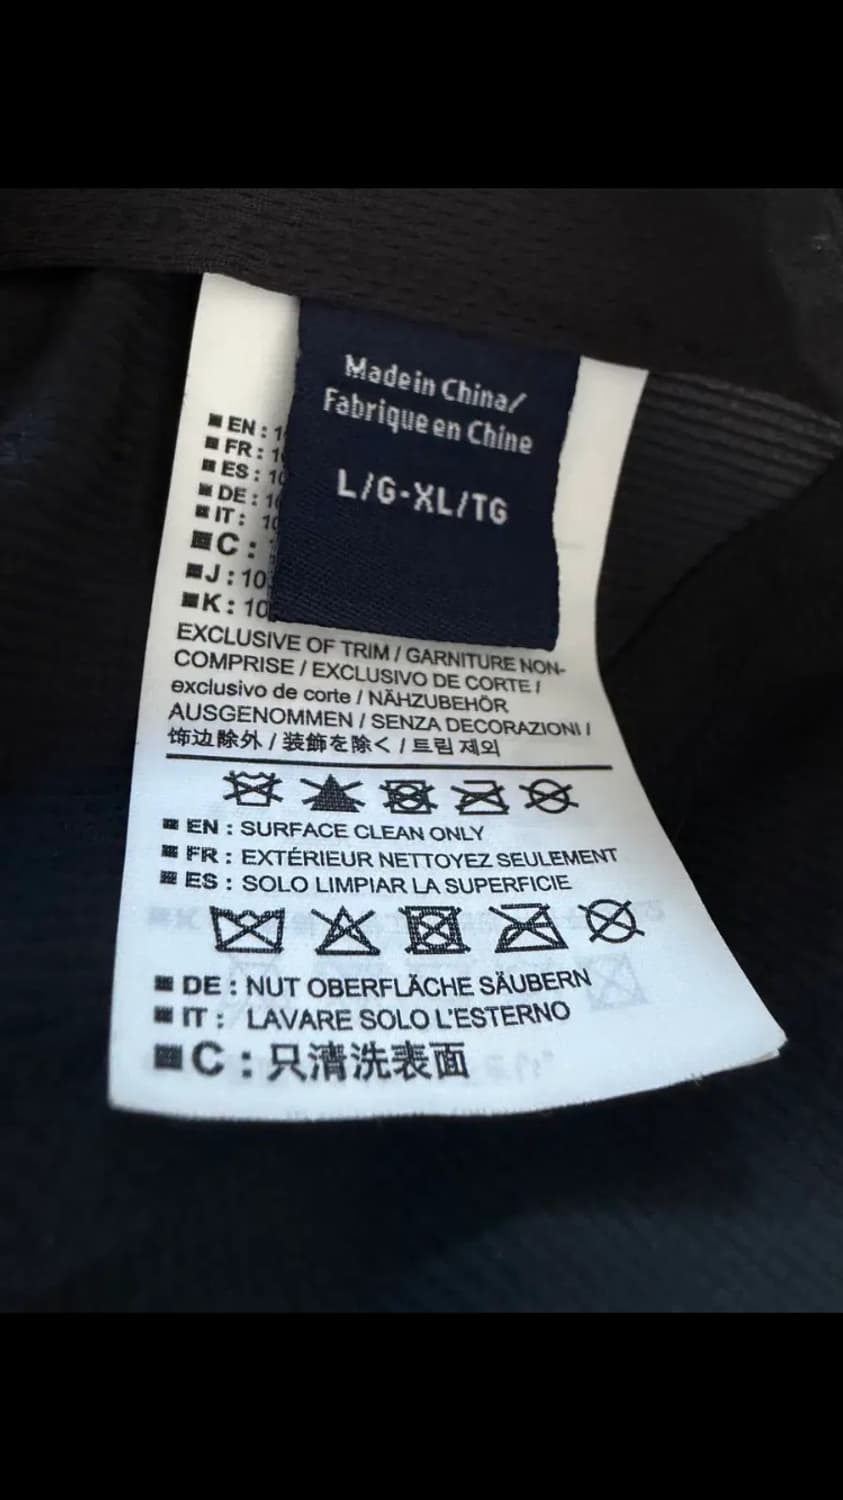 Made in China/
Fabrique en Chine
L/G-XL/TG
EN :
FR :
ES :
DE :
IT :
C :
J :
K :
EXCLUSIVE OF TRIM / GARNITURE NON-
COMPRISE / EXCLUSIVO DE CORTE /
exclusivo de corte / NÄHZUBEHÖR
AUSGENOMMEN / SENZA DECORAZIONI /
饰边除外 / 装飾を除く / 트림 제외
EN : SURFACE CLEAN ONLY
FR : EXTÉRIEUR NETTOYEZ SEULEMENT
ES : SOLO LIMPIAR LA SUPERFICIE
DE : NUT OBERFLÄCHE SÄUBERN
IT : LAVARE SOLO L'ESTERNO
C : 只清洗表面